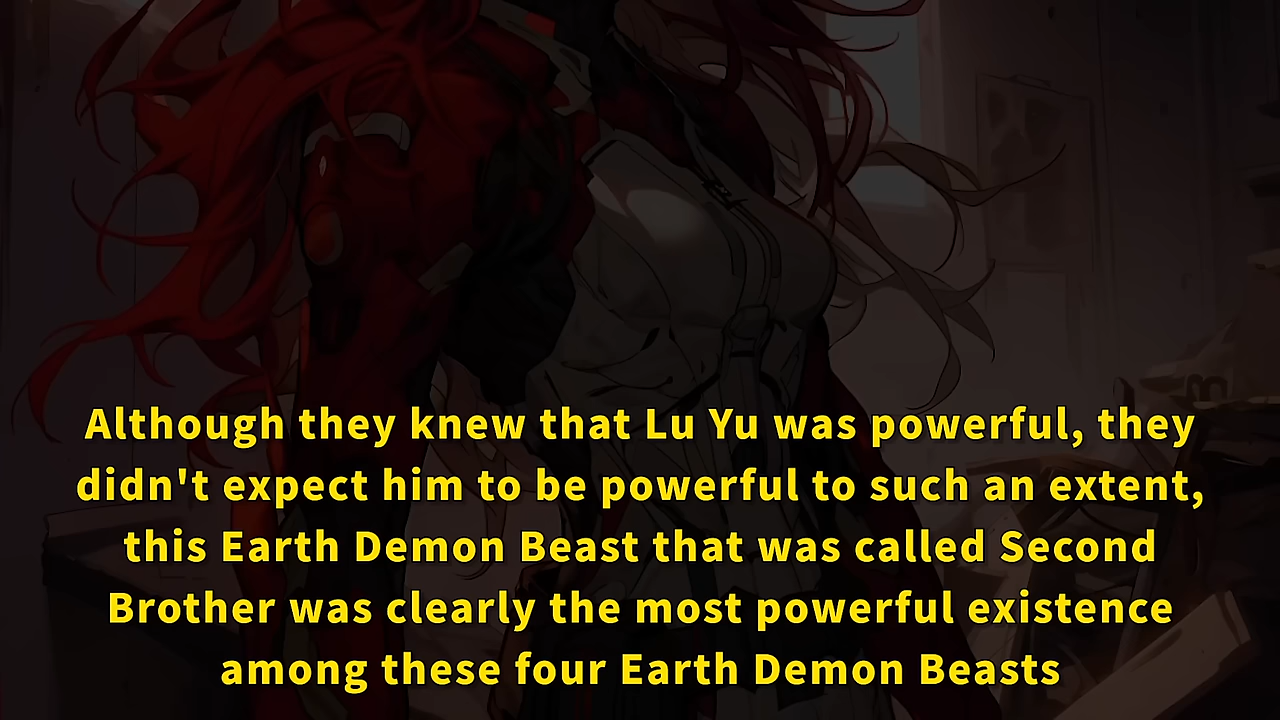 Although they knew that Lu Yu was powerful, they
didn't expect him to be powerful to such an extent,
this Earth Demon Beast that was called Second
Brother was clearly the most powerful existence
among these four Earth Demon Beasts